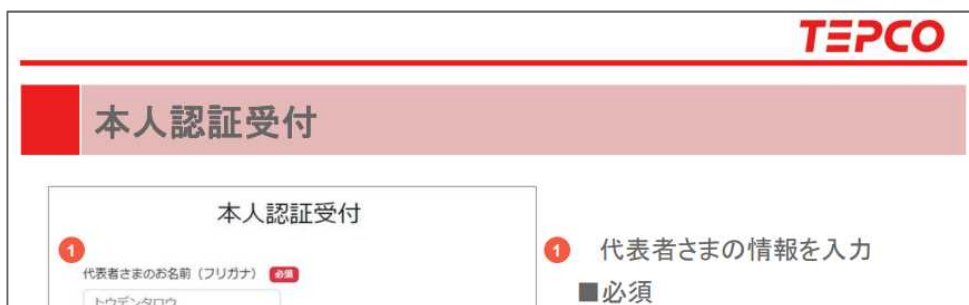 TEPCO
本人認証受付
本人認証受付
1
代表者さまのお名前（フリガナ） 必須
トウデンタロウ
1 代表者さまの情報を入力
■必須